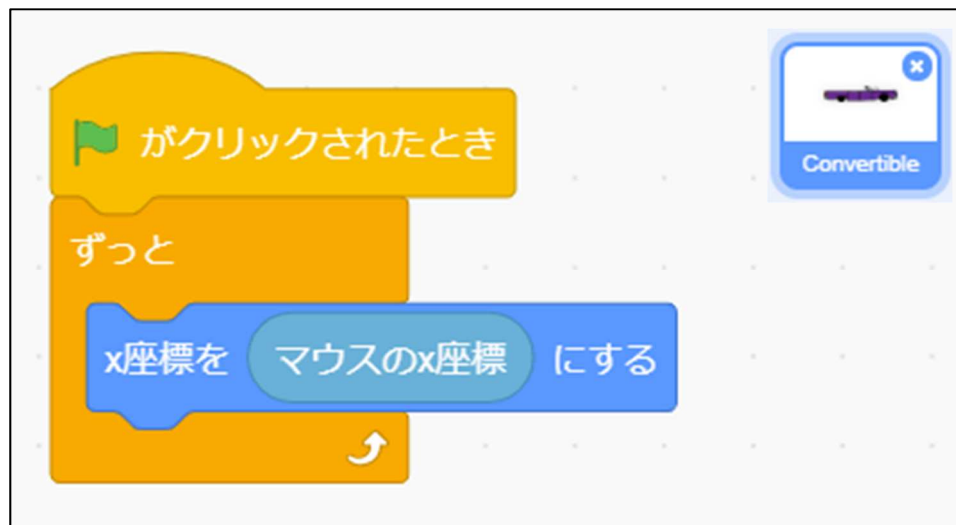 がクリックされたとき
Convertible
ずっと
x座標を マウスのx座標 にする